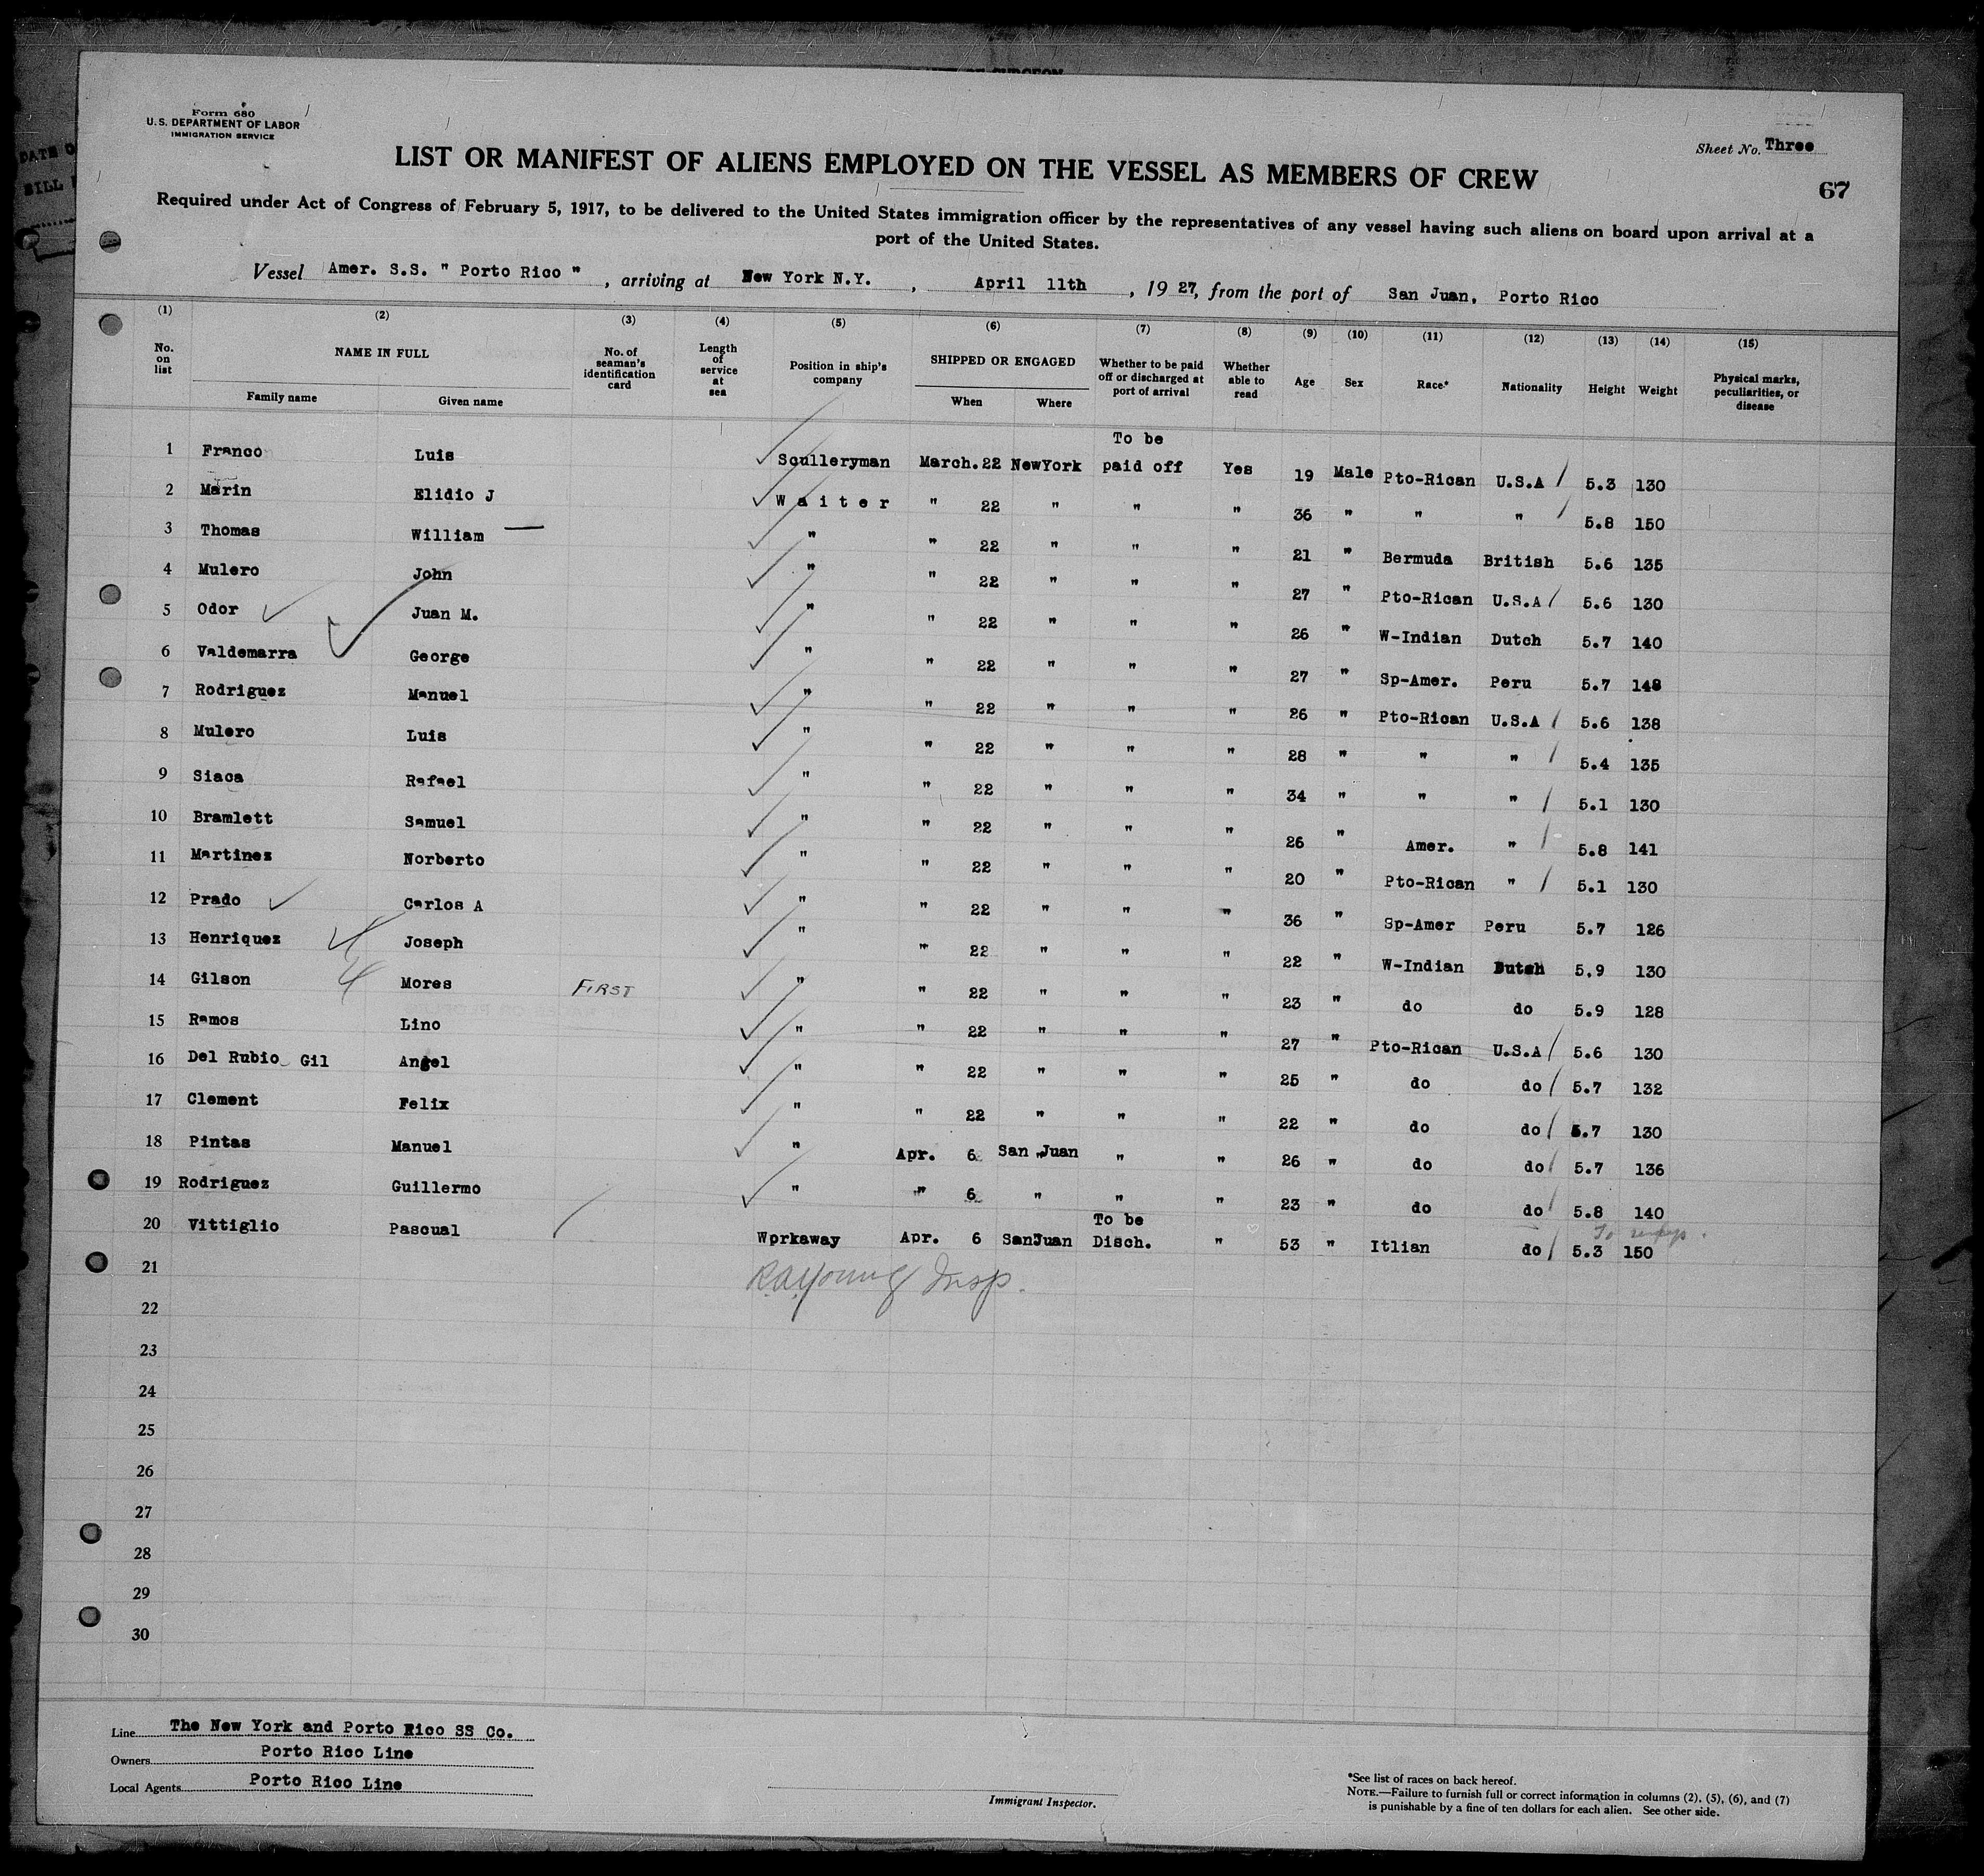 Form 680
U.S. DEPARTMENT OF LABOR
IMMIGRATION SERVICE
Sheet No. Three
LIST OR MANIFEST OF ALIENS EMPLOYED ON THE VESSEL AS MEMBERS OF CREW
67
Required under Act of Congress of February 5, 1917, to be delivered to the United States immigration officer by the representatives of any vessel having such aliens on board upon arrival at a
port of the United States.
Vessel Amer. S.S. " Porto Rico " , arriving at New York N.Y. , April 11th , 1927, from the port of San Juan, Porto Rico
(1) (2) (3) (4) (5) (6) (7) (8) (9) (10) (11) (12) (13) (14) (15)
No. on list NAME IN FULL Family name Given name No. of seaman's identification card Length of service at sea Position in ship's company SHIPPED OR ENGAGED When Where Whether to be paid off or discharged at port of arrival Whether able to read Age Sex Race* Nationality Height Weight Physical marks, peculiarities, or disease
1 Franco Luis Sculleryman March. 22 NewYork To be paid off Yes 19 Male Pto-Rican U.S.A 5.3 130
2 Marin Elidio J Waiter " 22 " " " 36 " " " 5.8 150
3 Thomas William " " 22 " " " 21 " Bermuda British 5.6 135
4 Mulero John " " 22 " " " 27 " Pto-Rican U.S.A 5.6 130
5 Odor Juan M. " " 22 " " " 26 " W-Indian Dutch 5.7 140
6 Valdemarra George " " 22 " " " 27 " Sp-Amer. Peru 5.7 148
7 Rodriguez Manuel " " 22 " " " 26 " Pto-Rican U.S.A 5.6 138
8 Mulero Luis " " 22 " " " 28 " " " 5.4 135
9 Siaca Rafael " " 22 " " " 34 " " " 5.1 130
10 Bramlett Samuel " " 22 " " " 26 " Amer. " 5.8 141
11 Martinez Norberto " " 22 " " " 20 " Pto-Rican " 5.1 130
12 Prado Carlos A " " 22 " " " 36 " Sp-Amer Peru 5.7 126
13 Henriquez Joseph " " 22 " " " 22 " W-Indian Dutch 5.9 130
14 Gilson Mores FIRST " " 22 " " " 23 " do do 5.9 128
15 Ramos Lino " " 22 " " " 27 " Pto-Rican U.S.A 5.6 130
16 Del Rubio Gil Angel " " 22 " " " 25 " do do 5.7 132
17 Clement Felix " " 22 " " " 22 " do do 5.7 130
18 Pintas Manuel " Apr. 6 San Juan " " 26 " do do 5.7 136
19 Rodriguez Guillermo " " 6 " " " 23 " do do 5.8 140
20 Vittiglio Pascual Wprkaway Apr. 6 SanJuan To be Disch. " 53 " Itlian do 5.3 150
21 RA Young Insp.
22
23
24
25
26
27
28
29
30
Line The New York and Porto Rico SS Co.
Owners Porto Rico Line
Local Agents Porto Rico Line
Immigrant Inspector.
*See list of races on back hereof.
NOTE.—Failure to furnish full or correct information in columns (2), (5), (6), and (7)
is punishable by a fine of ten dollars for each alien. See other side.